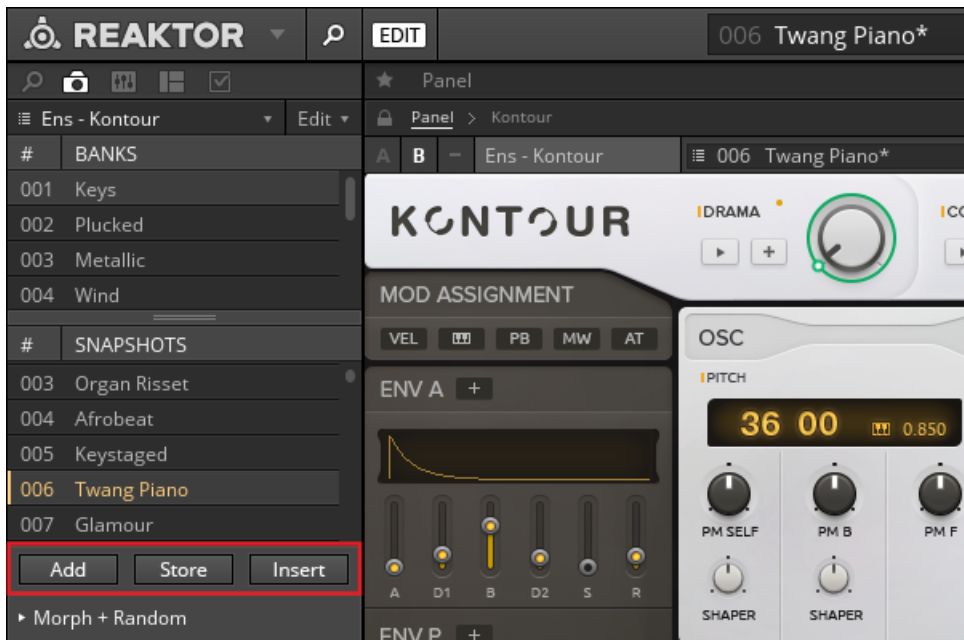 REAKTOR EDIT 006 Twang Piano*
Panel
Ens - Kontour Edit Panel > Kontour
# BANKS A B - Ens - Kontour 006 Twang Piano*
001 Keys
002 Plucked
003 Metallic
004 Wind
# SNAPSHOTS
003 Organ Risset
004 Afrobeat
005 Keystaged
006 Twang Piano
007 Glamour
Add Store Insert
Morph + Random
KONTOUR
DRAMA
+
CO
MOD ASSIGNMENT
VEL PB MW AT
ENV A +
A D1 B D2 S R
ENV P +
OSC
PITCH
36 00 0.850
PM SELF PM B PM F
SHAPER SHAPER